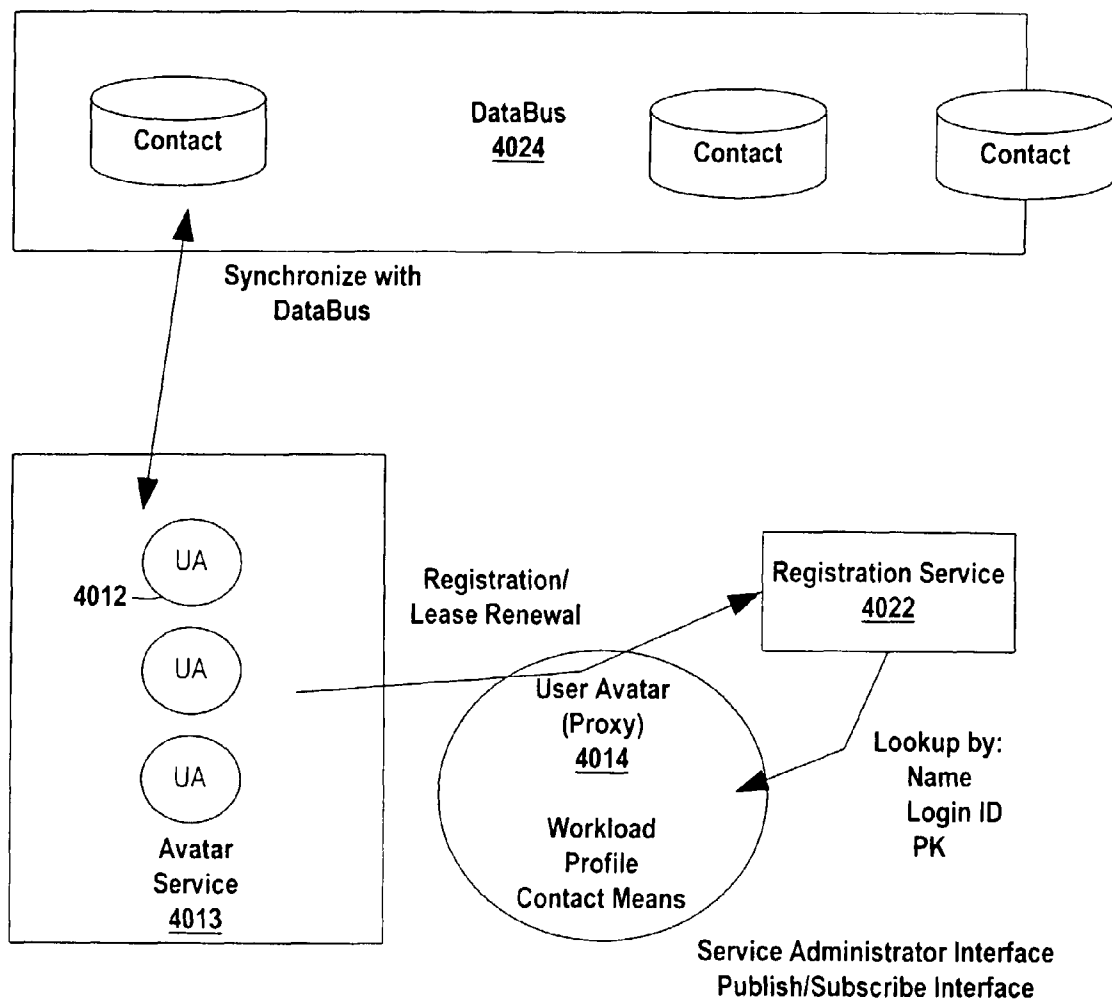 Contact
DataBus
4024
Contact
Contact
Synchronize with
DataBus
UA
4012
UA
UA
Avatar
Service
4013
Registration/
Lease Renewal
Registration Service
4022
User Avatar
(Proxy)
4014
Workload
Profile
Contact Means
Lookup by:
Name
Login ID
PK
Service Administrator Interface
Publish/Subscribe Interface